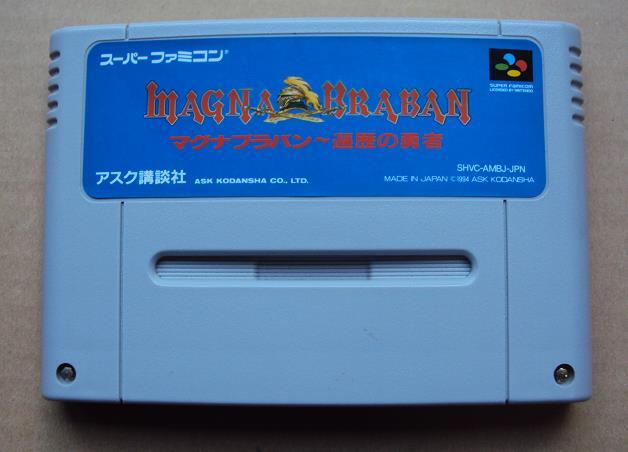 スーパーファミコン®
SUPER FAMICOM
LICENSED BY NINTENDO
MAGNA BRABAN
マグナブラバン~遍歴の勇者
SHVC-AMBJ-JPN
アスク講談社 ASK KODANSHA CO., LTD.
MADE IN JAPAN ©1994 ASK KODANSHA